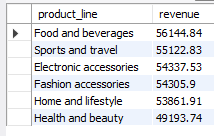 product_line revenue
Food and beverages 56144.84
Sports and travel 55122.83
Electronic accessories 54337.53
Fashion accessories 54305.9
Home and lifestyle 53861.91
Health and beauty 49193.74